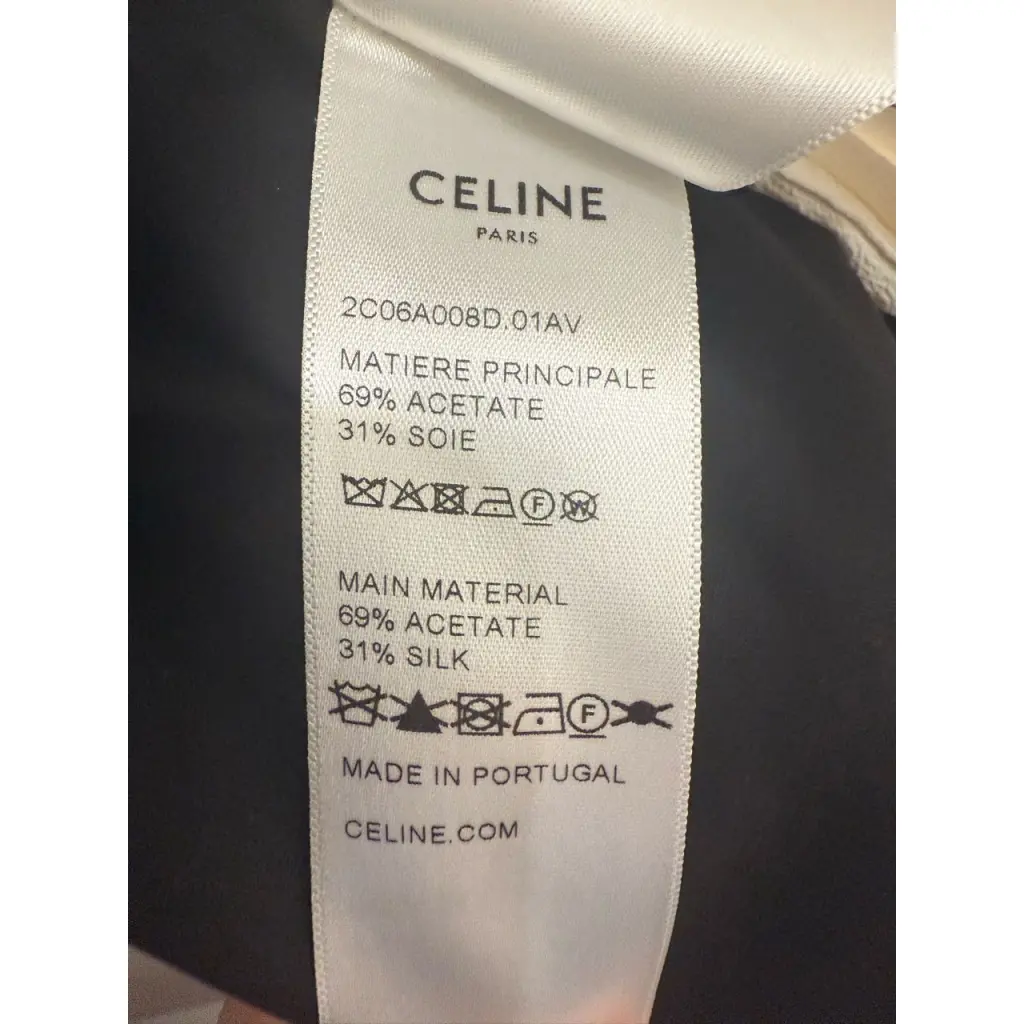 CELINE
PARIS
2C06A008D.01AV
MATIERE PRINCIPALE
69% ACETATE
31% SOIE
F W
MAIN MATERIAL
69% ACETATE
31% SILK
F
MADE IN PORTUGAL
CELINE.COM